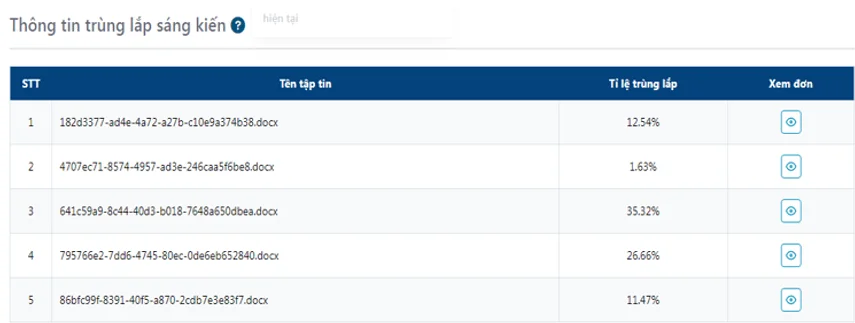 Thông tin trùng lắp sáng kiến ?
hiện tại
STT Tên tập tin Tỉ lệ trùng lắp Xem đơn
1 182d3377-ad4e-4a72-a27b-c10e9a374b38.docx 12.54%
2 4707ec71-8574-4957-ad3e-246caa5f6be8.docx 1.63%
3 641c59a9-8c44-40d3-b018-7648a650dbea.docx 35.32%
4 795766e2-7dd6-4745-80ec-0de6eb652840.docx 26.66%
5 86bfc99f-8391-40f5-a870-2cdb7e3e83f7.docx 11.47%